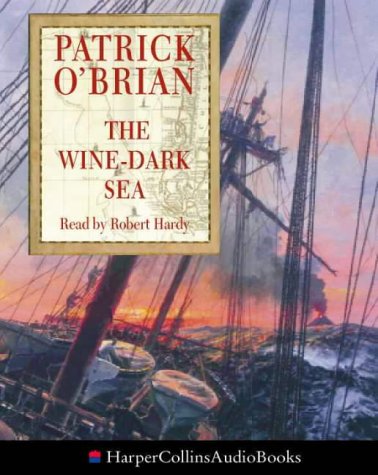 PATRICK
O'BRIAN
THE
WINE-DARK
SEA
Read by Robert Hardy
HarperCollinsAudioBooks